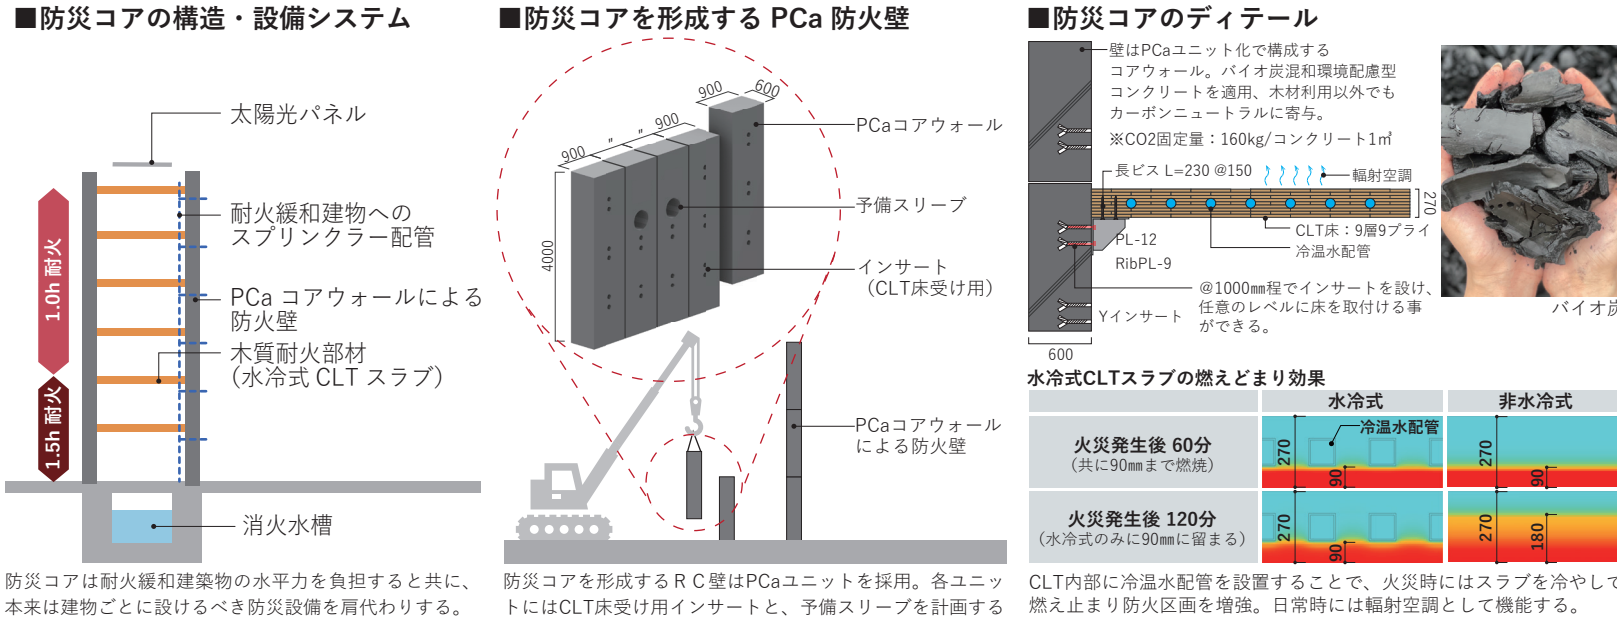 ■防災コアの構造・設備システム
太陽光パネル
耐火緩和建物への
スプリンクラー配管
1.0h 耐火
PCa コアウォールによる
防火壁
木質耐火部材
（水冷式 CLT スラブ）
1.5h 耐火
消火水槽
防災コアは耐火緩和建築物の水平力を負担すると共に、
本来は建物ごとに設けるべき防災設備を肩代わりする。
■防災コアを形成する PCa 防火壁
900
600
900
〃
〃
900
4000
PCaコアウォール
予備スリーブ
インサート
（CLT床受け用）
PCaコアウォール
による防火壁
防災コアを形成するＲＣ壁はPCaユニットを採用。各ユニッ
トにはCLT床受け用インサートと、予備スリーブを計画する
■防災コアのディテール
壁はPCaユニット化で構成する
コアウォール。バイオ炭混和環境配慮型
コンクリートを適用、木材利用以外でも
カーボンニュートラルに寄与。
※CO2固定量：160kg/コンクリート1㎥
長ビス L=230 @150
輻射空調
270
CLT床：9層9プライ
冷温水配管
PL-12
RibPL-9
@1000㎜程でインサートを設け、
任意のレベルに床を取付ける事
ができる。
Yインサート
600
バイオ炭
水冷式CLTスラブの燃えどまり効果
水冷式
非水冷式
火災発生後 60分
（共に90㎜まで燃焼）
冷温水配管
270
90
270
90
火災発生後 120分
（水冷式のみに90㎜に留まる）
270
90
270
180
CLT内部に冷温水配管を設置することで、火災時にはスラブを冷やして
燃え止まり防火区画を増強。日常時には輻射空調として機能する。